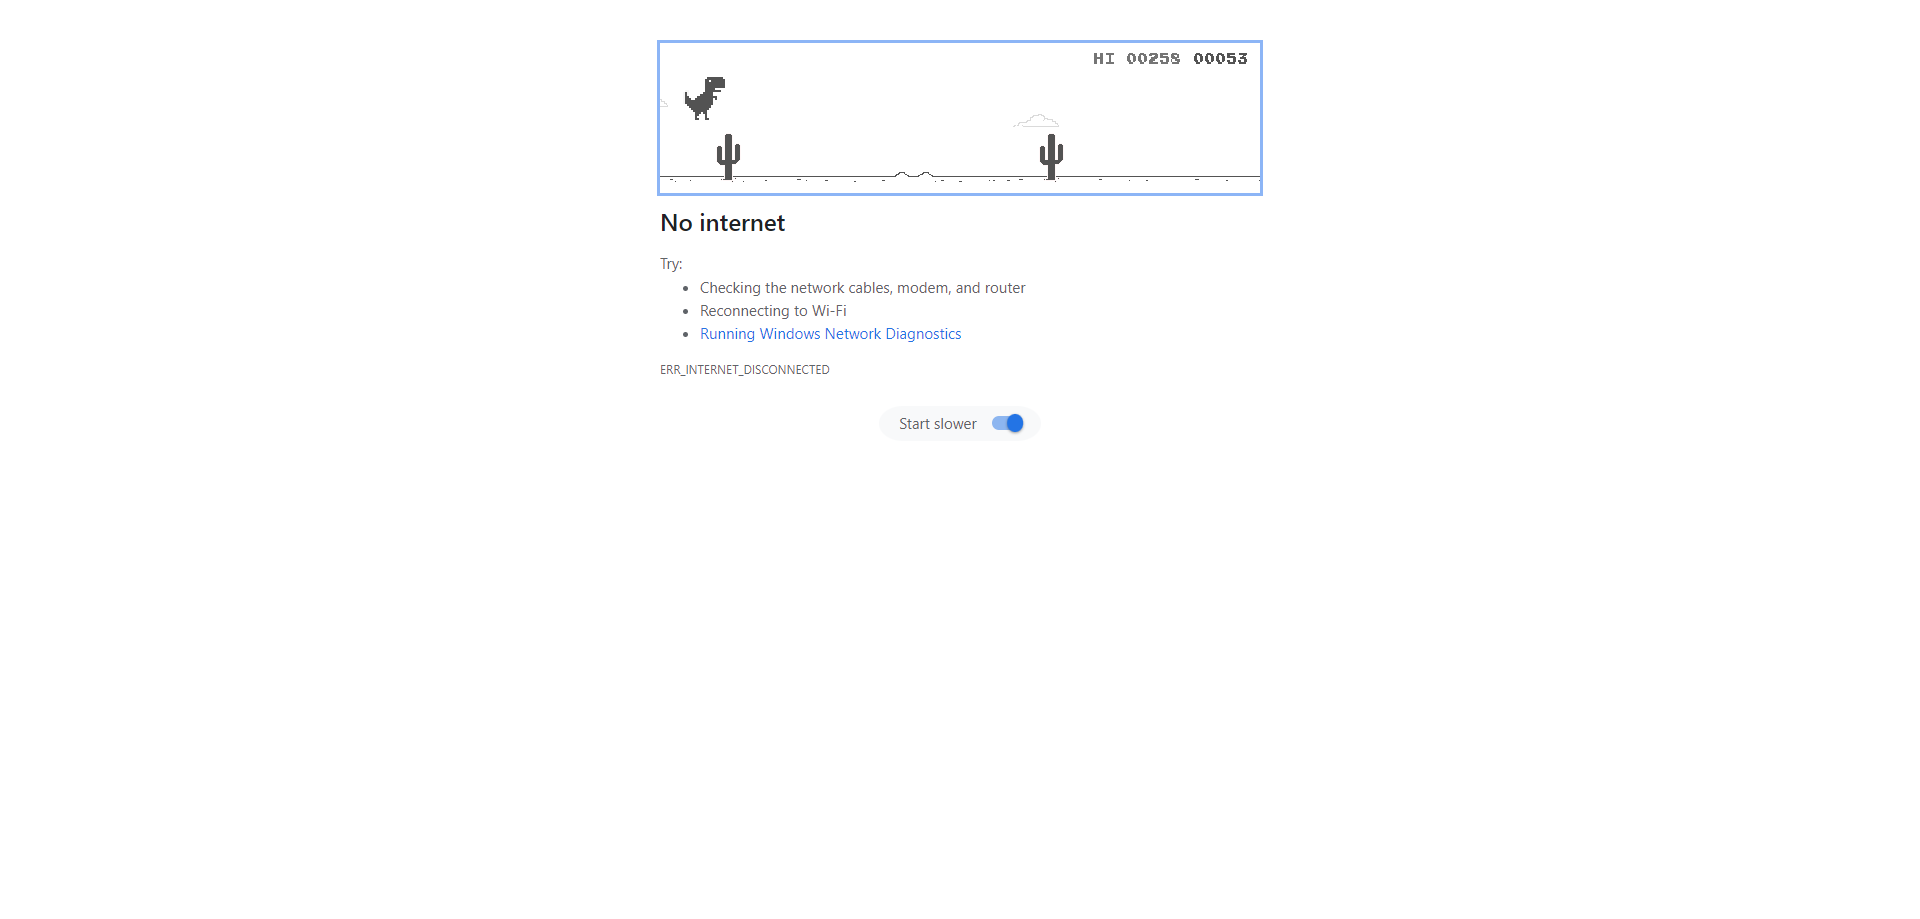 HI 00258 00053
No internet
Try:
Checking the network cables, modem, and router
Reconnecting to Wi-Fi
Running Windows Network Diagnostics
ERR_INTERNET_DISCONNECTED
Start slower